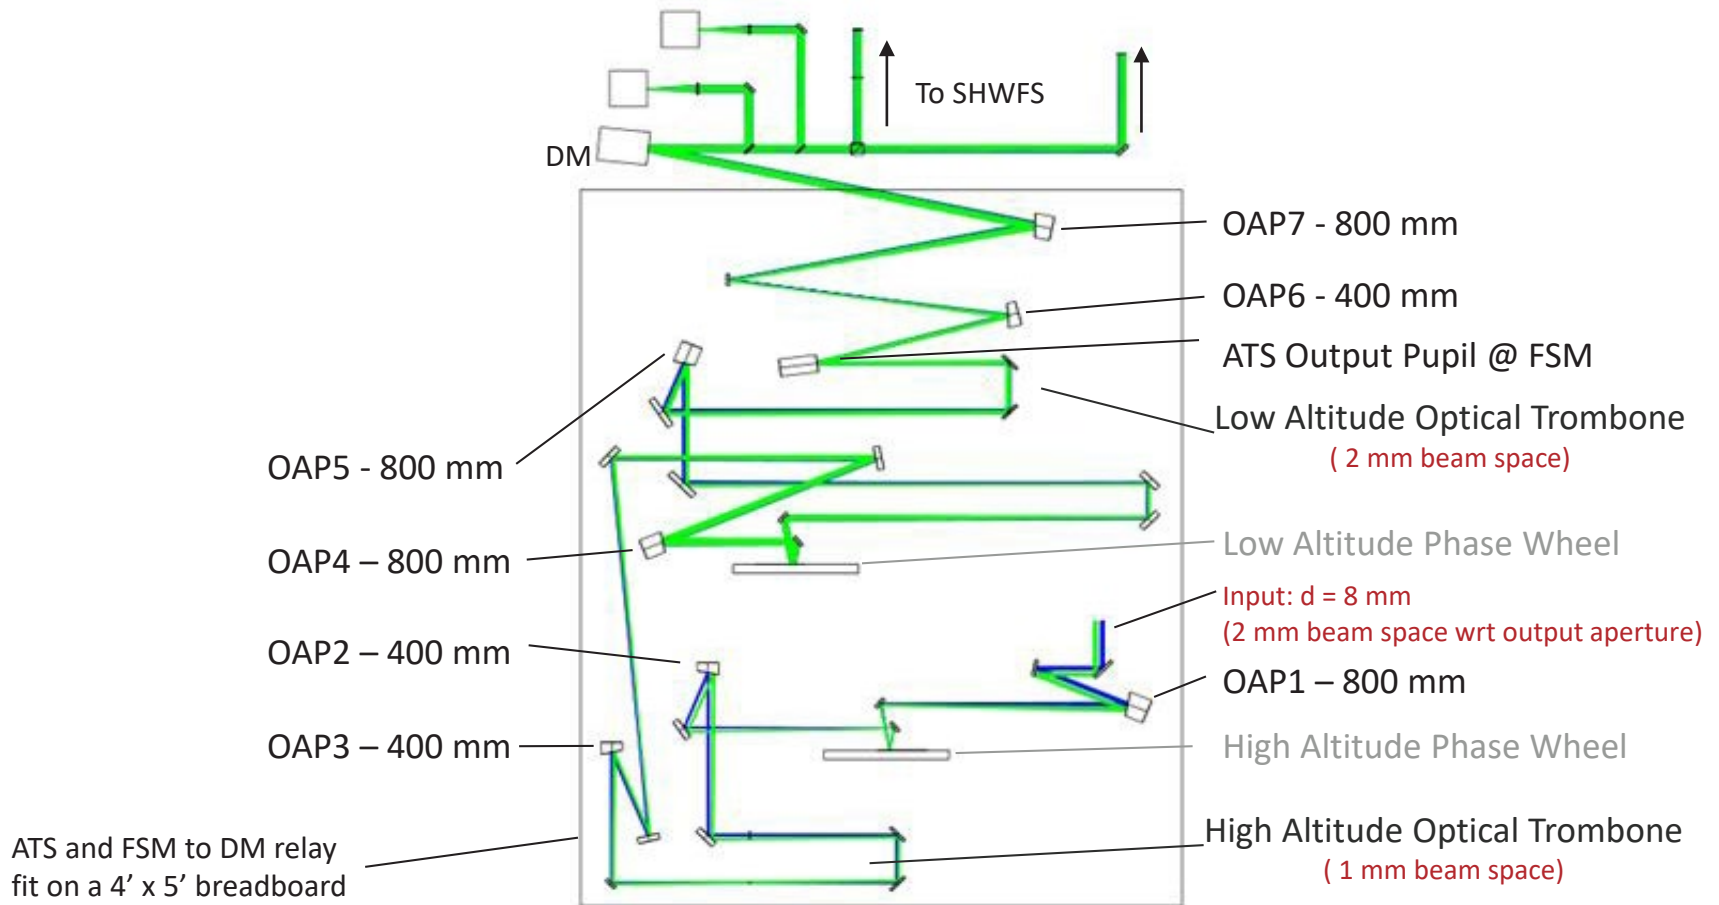 To SHWFS
DM
OAP7 - 800 mm
OAP6 - 400 mm
ATS Output Pupil @ FSM
Low Altitude Optical Trombone
( 2 mm beam space)
OAP5 - 800 mm
Low Altitude Phase Wheel
OAP4 – 800 mm
Input: d = 8 mm
(2 mm beam space wrt output aperture)
OAP2 – 400 mm
OAP1 – 800 mm
OAP3 – 400 mm
High Altitude Phase Wheel
High Altitude Optical Trombone
( 1 mm beam space)
ATS and FSM to DM relay
fit on a 4’ x 5’ breadboard